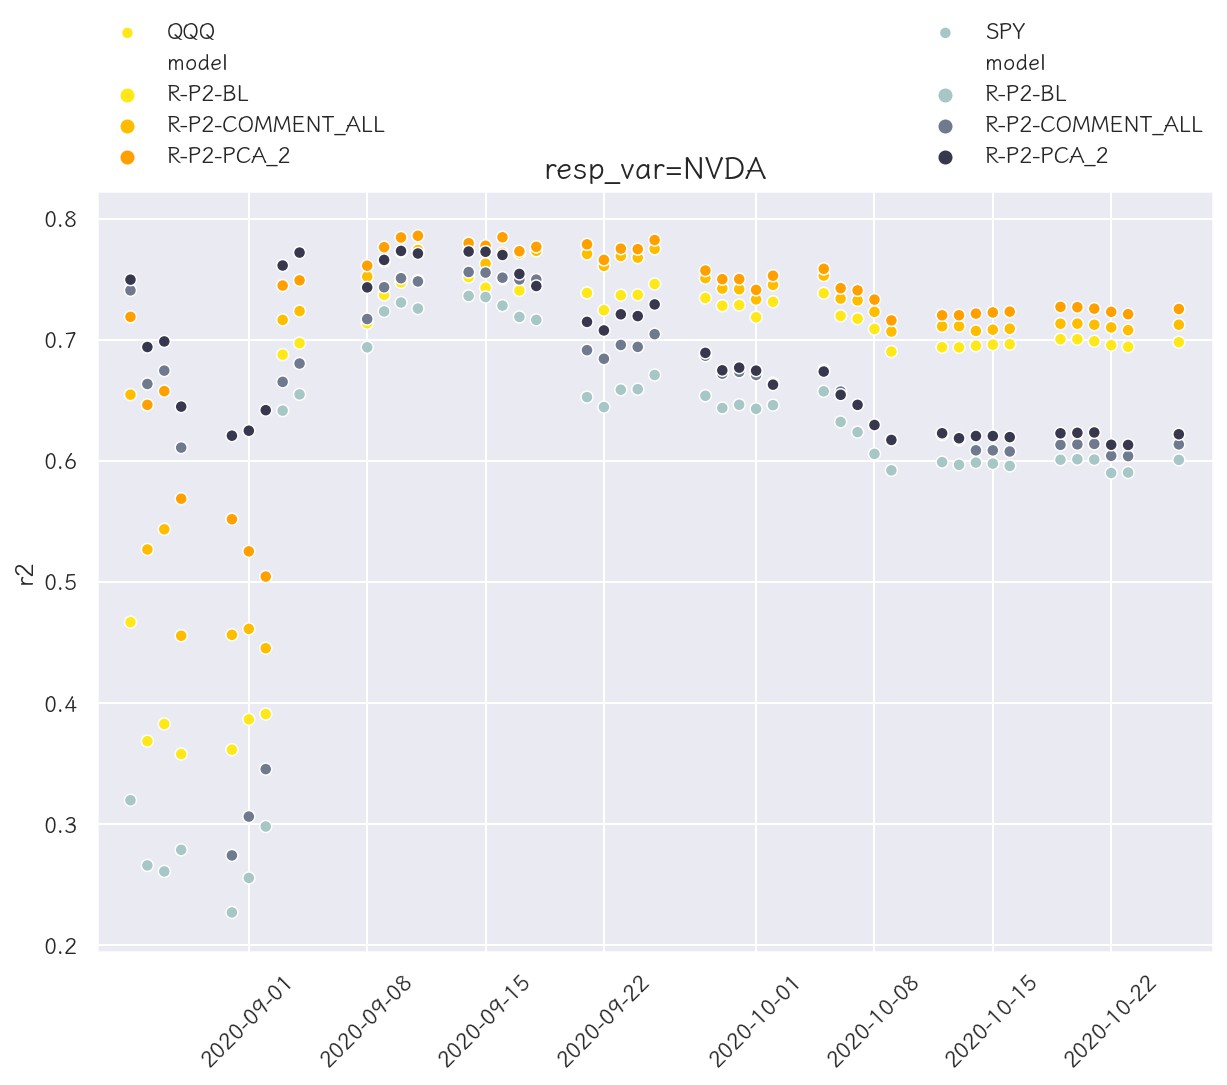 QQQ
model
R-P2-BL
R-P2-COMMENT_ALL
R-P2-PCA_2
SPY
model
R-P2-BL
R-P2-COMMENT_ALL
R-P2-PCA_2
resp_var=NVDA
0.8
0.7
0.6
0.5
0.4
0.3
0.2
r2
2020-09-01
2020-09-08
2020-09-15
2020-09-22
2020-10-01
2020-10-08
2020-10-15
2020-10-22